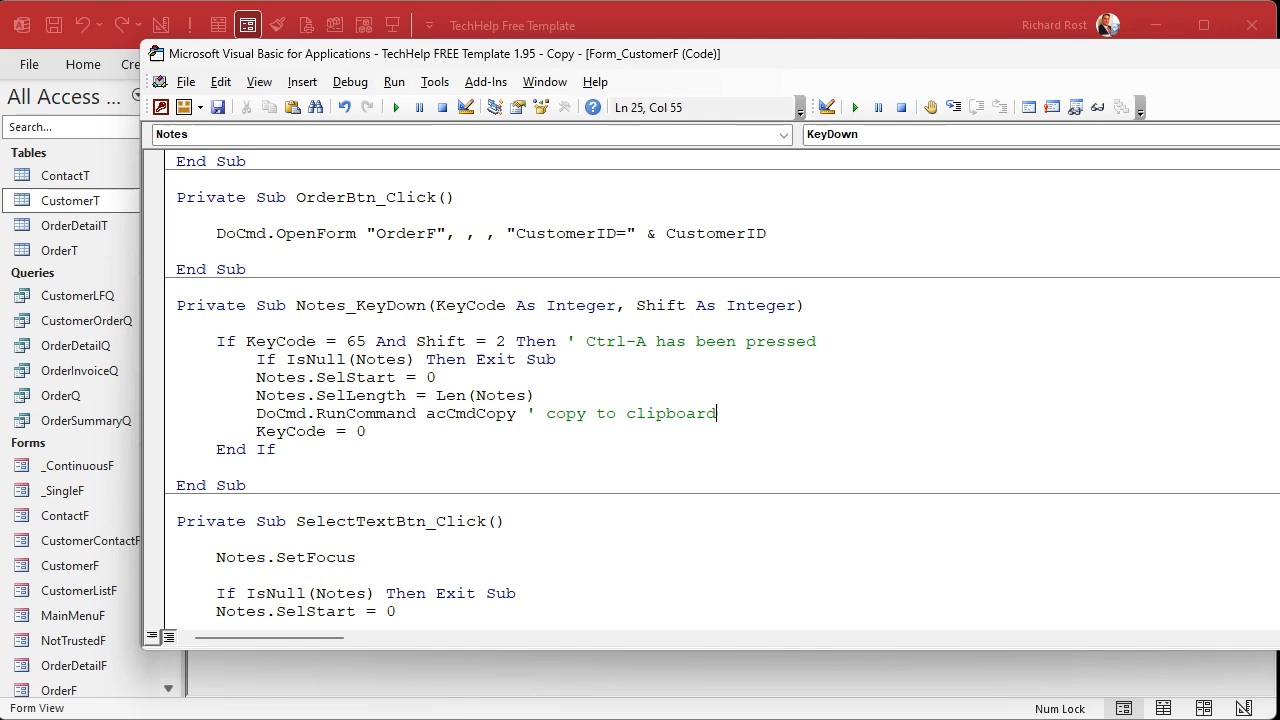 TechHelp Free Template
Richard Rost
File
Home
Cre
Microsoft Visual Basic for Applications - TechHelp FREE Template 1.95 - Copy - [Form_CustomerF (Code)]
File Edit View Insert Debug Run Tools Add-Ins Window Help
Ln 25, Col 55
Notes
KeyDown
All Access ...
Search...
Tables
ContactT
CustomerT
OrderDetailT
OrderT
Queries
CustomerLFQ
CustomerOrderQ
OrderDetailQ
OrderInvoiceQ
OrderQ
OrderSummaryQ
Forms
_ContinuousF
_SingleF
ContactF
CustomerContactF
CustomerF
CustomerListF
MainMenuF
NotTrustedF
OrderDetailF
OrderF
End Sub
Private Sub OrderBtn_Click()
DoCmd.OpenForm "OrderF", , , "CustomerID=" & CustomerID
End Sub
Private Sub Notes_KeyDown(KeyCode As Integer, Shift As Integer)
If KeyCode = 65 And Shift = 2 Then ' Ctrl-A has been pressed
If IsNull(Notes) Then Exit Sub
Notes.SelStart = 0
Notes.SelLength = Len(Notes)
DoCmd.RunCommand acCmdCopy ' copy to clipboard
KeyCode = 0
End If
End Sub
Private Sub SelectTextBtn_Click()
Notes.SetFocus
If IsNull(Notes) Then Exit Sub
Notes.SelStart = 0
Form View
Num Lock